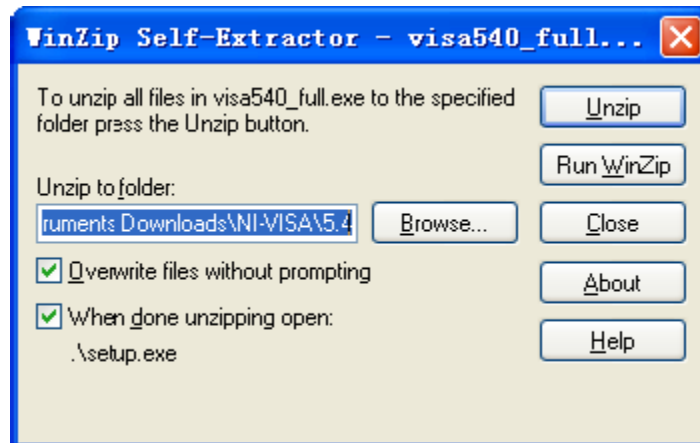 WinZip Self-Extractor - visa540_full...
To unzip all files in visa540_full.exe to the specified
folder press the Unzip button.
Unzip to folder:
ruments Downloads\NI-VISA\5.4
Browse...
Overwrite files without prompting
When done unzipping open:
.\setup.exe
Unzip
Run WinZip
Close
About
Help